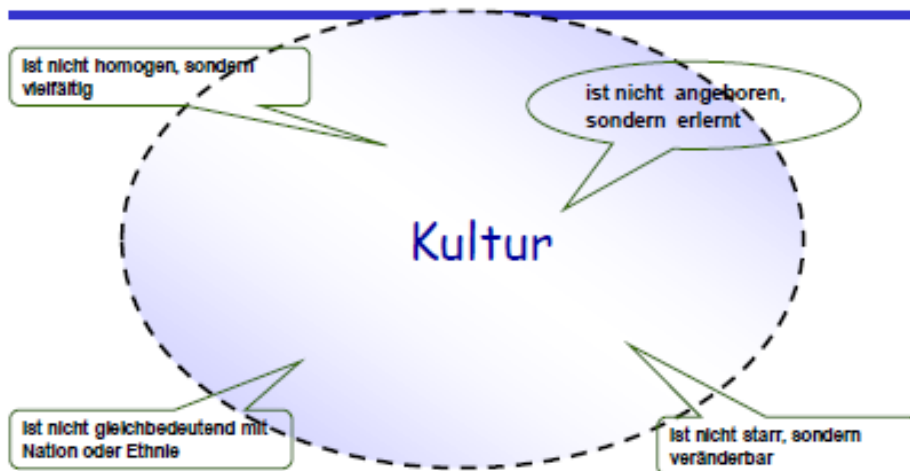 ist nicht homogen, sondern
vielfältig
ist nicht angeboren,
sondern erlernt
Kultur
ist nicht gleichbedeutend mit
Nation oder Ethnie
ist nicht starr, sondern
veränderbar